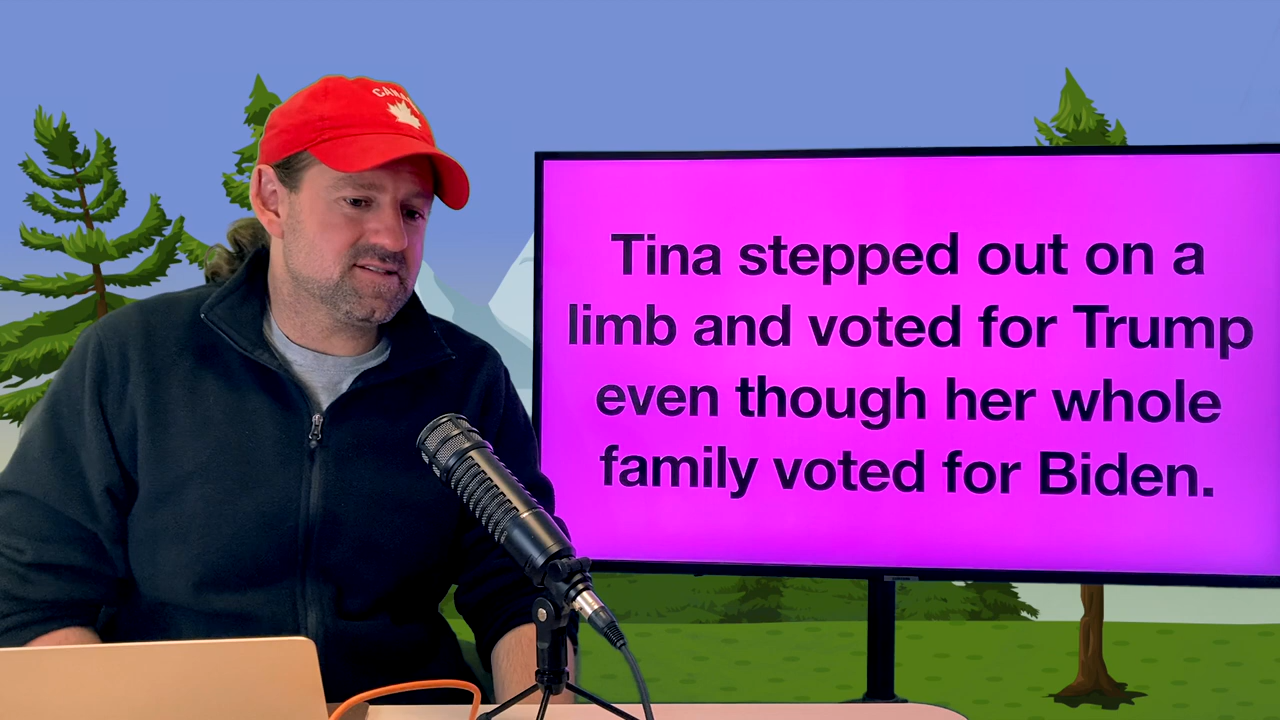 Tina stepped out on a
limb and voted for Trump
even though her whole
family voted for Biden.